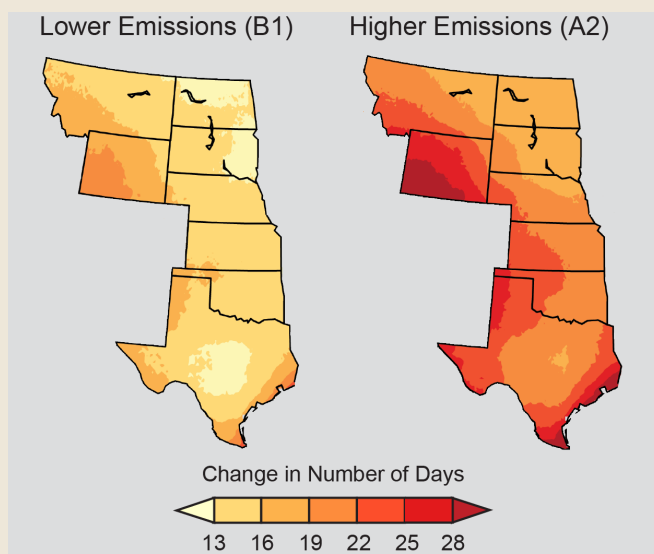 Lower Emissions (B1)
Higher Emissions (A2)
Change in Number of Days
13 16 19 22 25 28